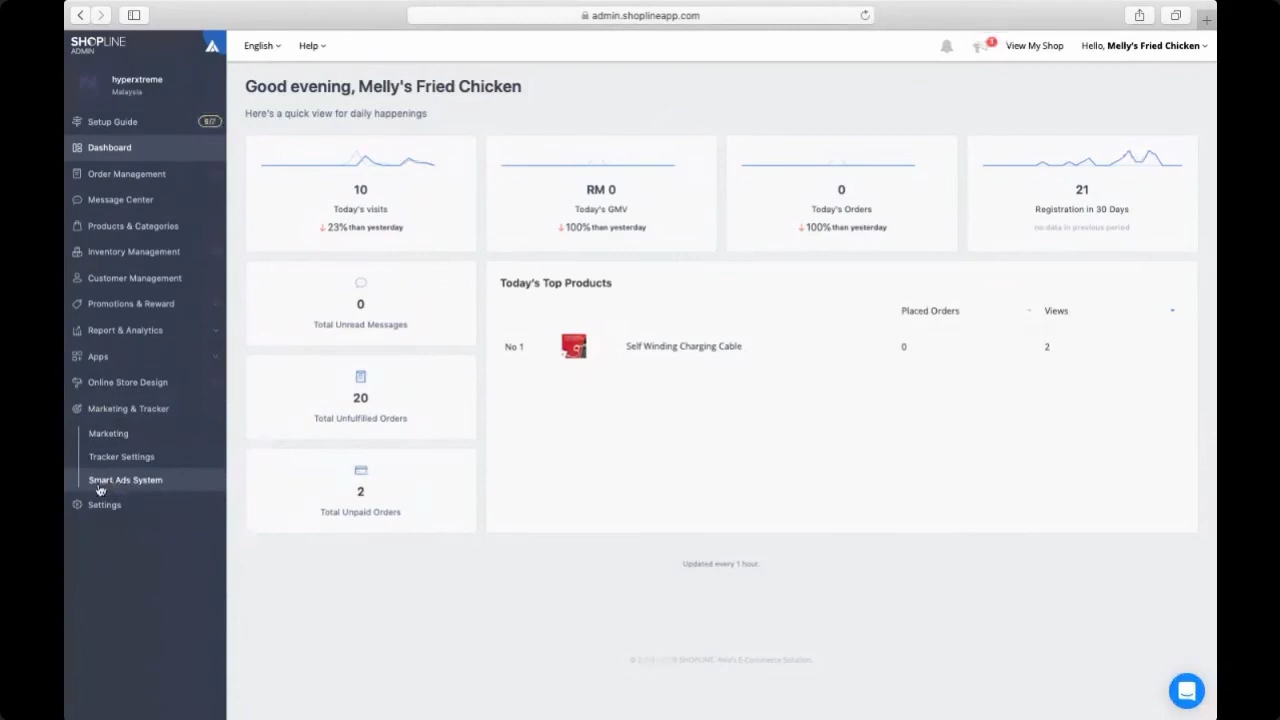 admin.shoplineapp.com
SHOPLINE
ADMIN
English
Help
1
View My Shop
Hello, Melly's Fried Chicken
hyperxtreme
Malaysia
Setup Guide
6/7
Dashboard
Order Management
Message Center
Products & Categories
Inventory Management
Customer Management
Promotions & Reward
Report & Analytics
Apps
Online Store Design
Marketing & Tracker
Marketing
Tracker Settings
Smart Ads System
Settings
Good evening, Melly's Fried Chicken
Here's a quick view for daily happenings
10
Today's visits
↓23% than yesterday
RM 0
Today's GMV
↓100% than yesterday
0
Today's Orders
↓100% than yesterday
21
Registration in 30 Days
no data in previous period
0
Total Unread Messages
20
Total Unfulfilled Orders
2
Total Unpaid Orders
Today's Top Products
Placed Orders
Views
No 1
Self Winding Charging Cable
0
2
Updated every 1 hour.
© SHOPLINE. Asia's E-Commerce Solution.